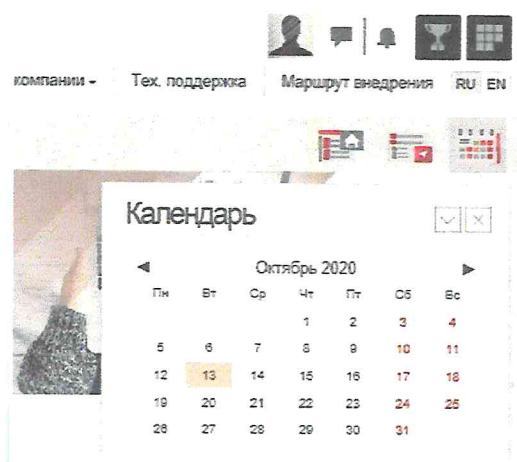 компании
Тех. поддержка
Маршрут внедрения
RU EN
Календарь
Октябрь 2020
Пн Вт Ср Чт Пт Сб Вс
1 2 3 4
5 6 7 8 9 10 11
12 13 14 15 16 17 18
19 20 21 22 23 24 25
26 27 28 29 30 31